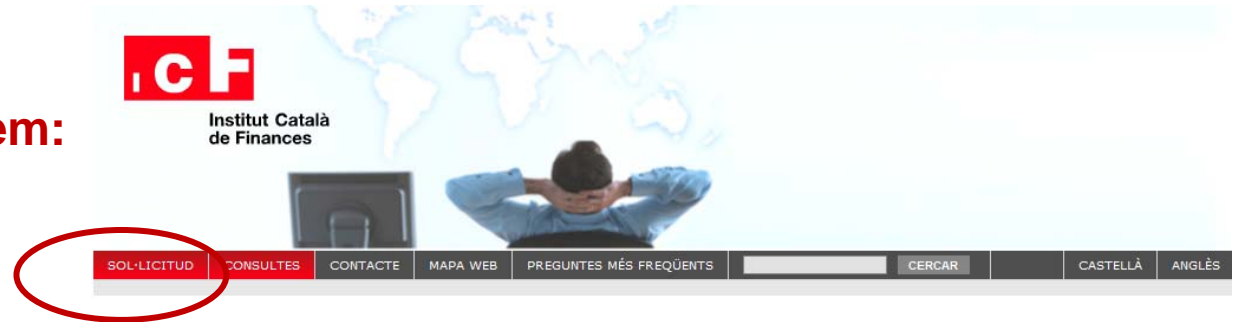 ICF
Institut Català
de Finances
em:
SOL·LICITUD CONSULTES CONTACTE MAPA WEB PREGUNTES MÉS FREQÜENTS CERCAR CASTELLÀ ANGLÈS